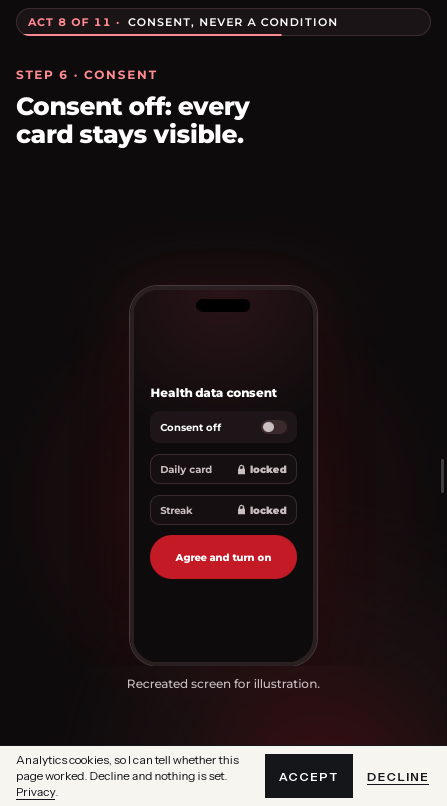 ACT 8 OF 11 · CONSENT, NEVER A CONDITION
STEP 6 · CONSENT
Consent off: every
card stays visible.
Health data consent
Consent off
Daily card locked
Streak locked
Agree and turn on
Recreated screen for illustration.
Analytics cookies, so I can tell whether this
page worked. Decline and nothing is set.
Privacy.
ACCEPT
DECLINE